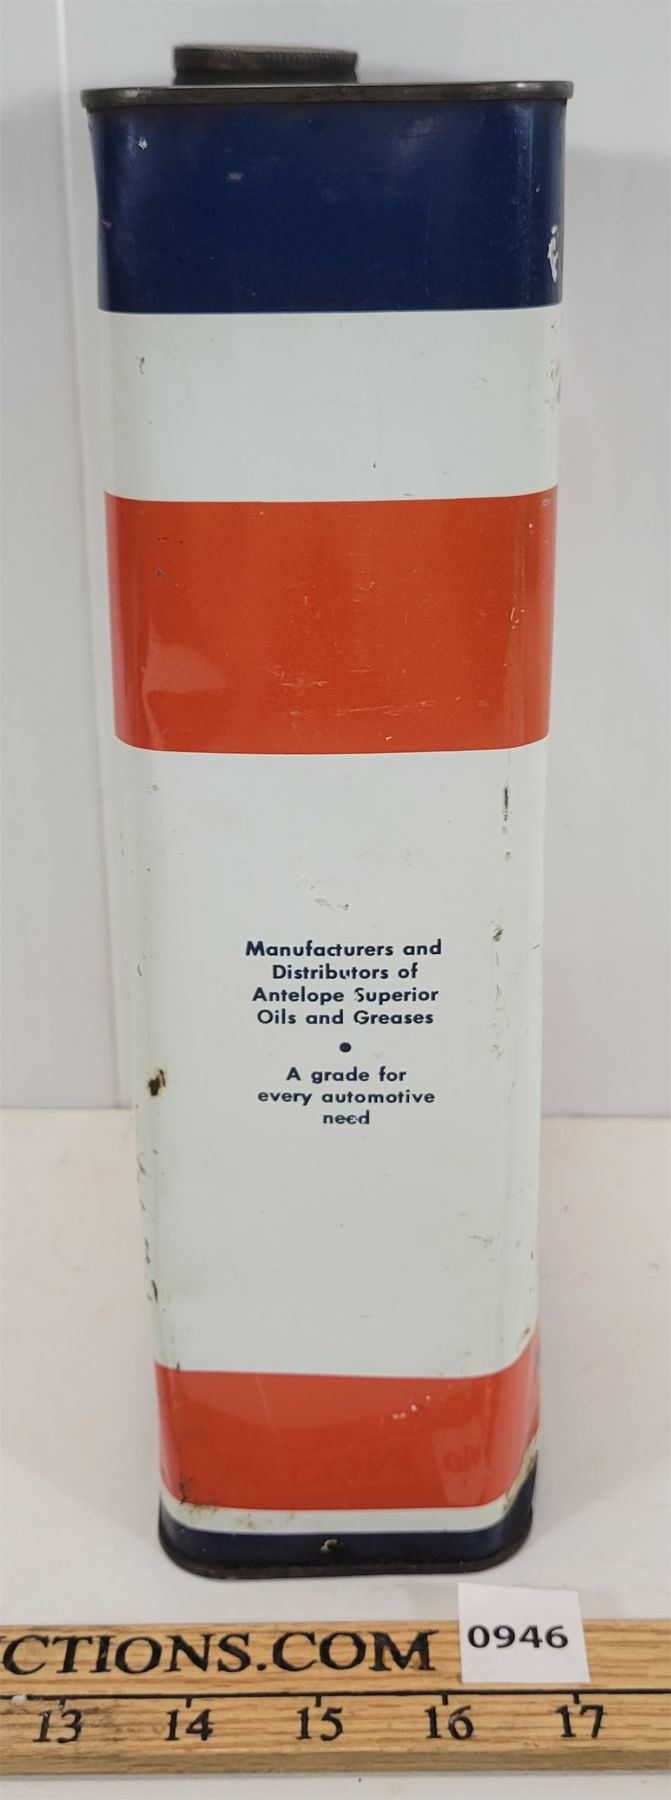 Manufacturers and
Distributors of
Antelope Superior
Oils and Greases
•
A grade for
every automotive
need
CTIONS.COM
0946
13 14 15 16 17